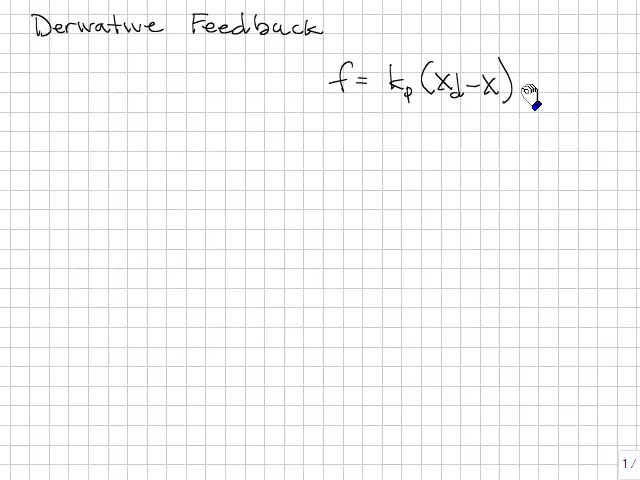 Derivative Feedback
f = kp (xd - x)
1 /